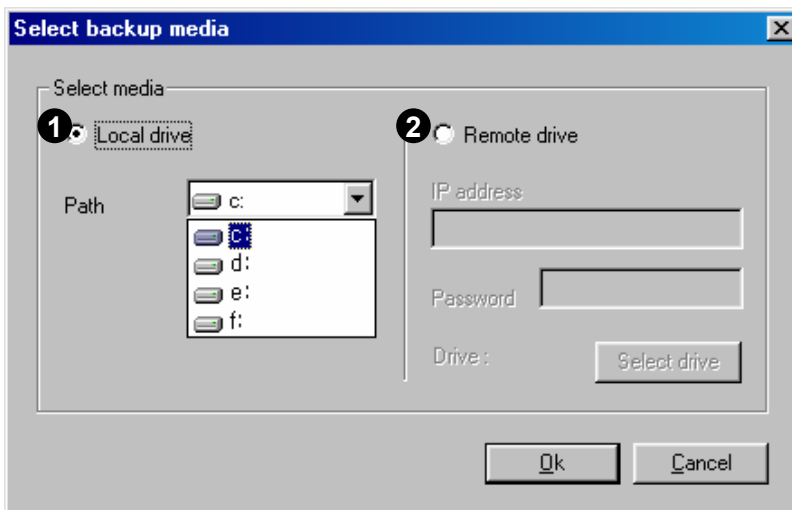 Select backup media
Select media
1 Local drive
Path
c:
c:
d:
e:
f:
2 Remote drive
IP address
Password
Drive :
Select drive
Ok
Cancel